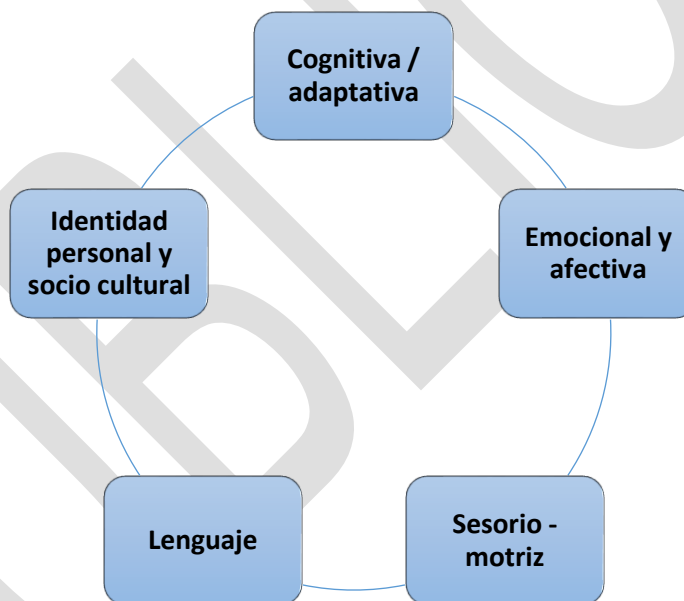 Cognitiva /
adaptativa
Emocional y
afectiva
Sesorio -
motriz
Lenguaje
Identidad
personal y
socio cultural